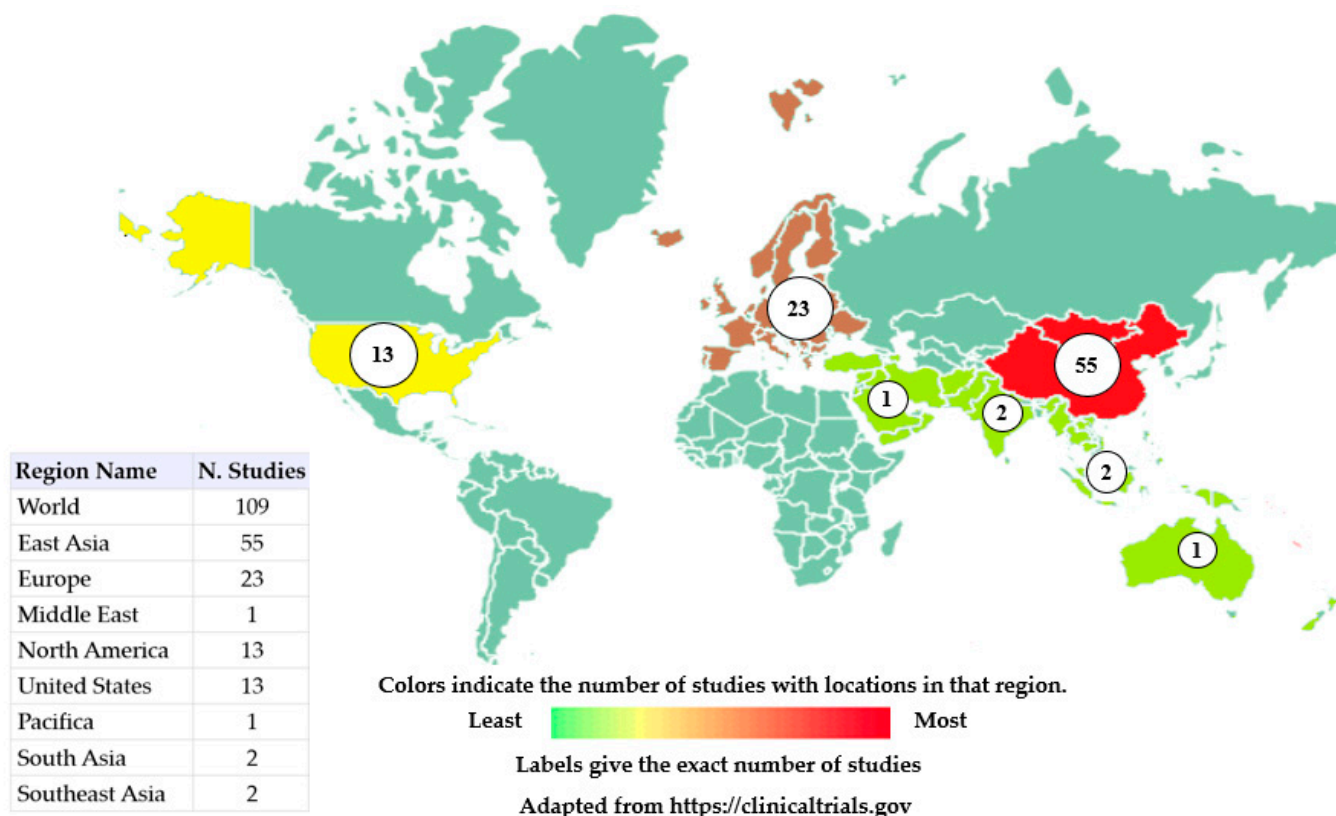 23
13
55
1
2
2
1
Region Name N. Studies
World 109
East Asia 55
Europe 23
Middle East 1
North America 13
United States 13
Pacifica 1
South Asia 2
Southeast Asia 2
Colors indicate the number of studies with locations in that region.
Least Most
Labels give the exact number of studies
Adapted from https://clinicaltrials.gov